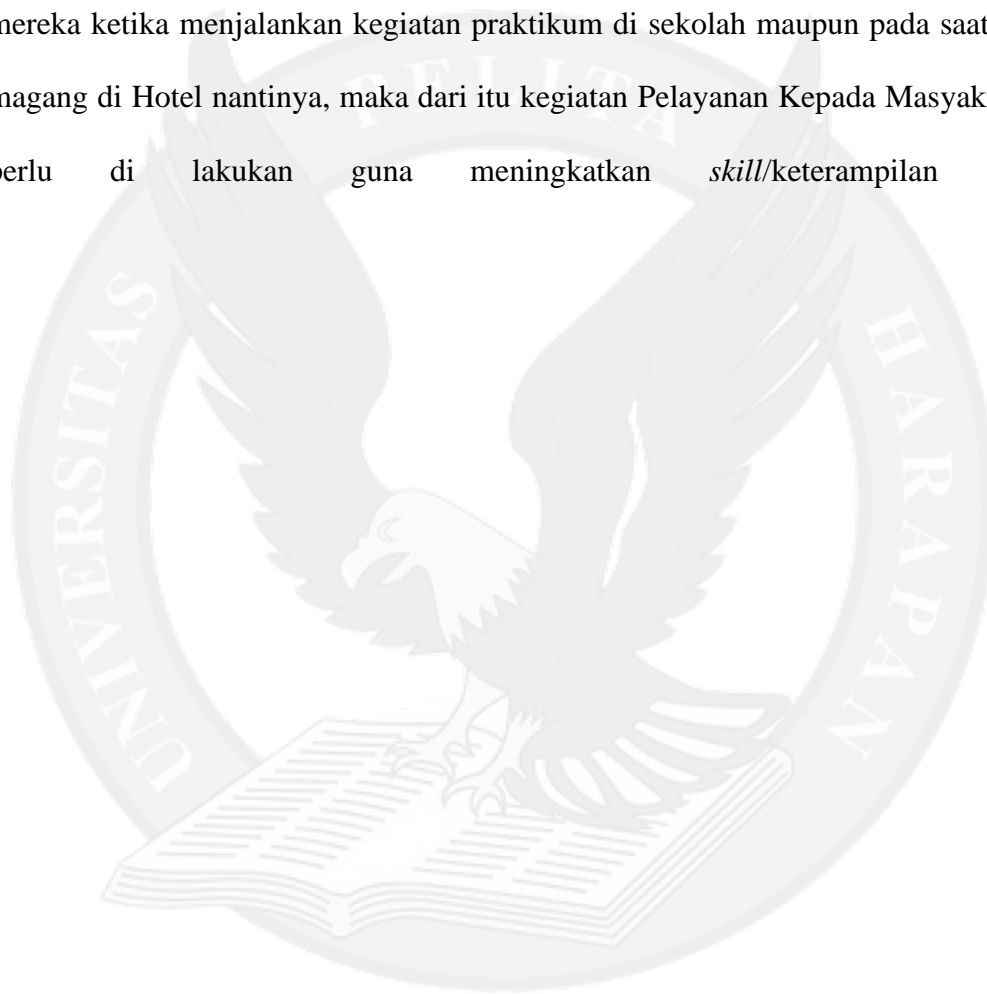 mereka ketika menjalankan kegiatan praktikum di sekolah maupun pada saat
magang di Hotel nantinya, maka dari itu kegiatan Pelayanan Kepada Masyak
perlu di lakukan guna meningkatkan skill/keterampilan
UNIVERSITAS PELITA HARAPAN